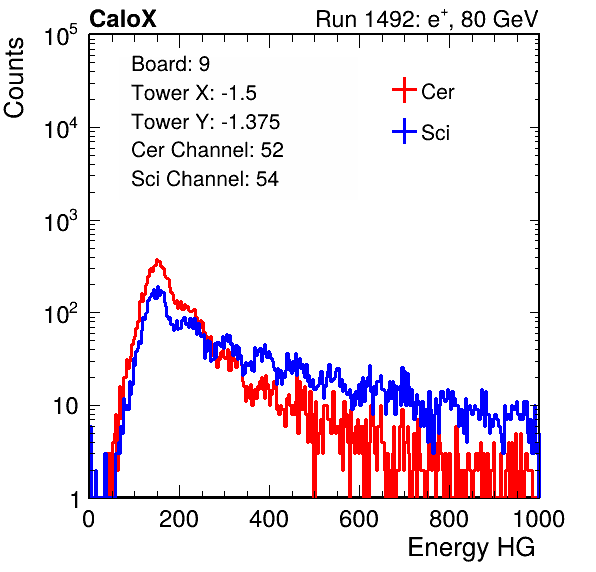 CaloX Run 1492: e⁺, 80 GeV
Counts
Board: 9
Tower X: -1.5
Tower Y: -1.375
Cer Channel: 52
Sci Channel: 54
Cer
Sci
10⁵
10⁴
10³
10²
10
1
0 200 400 600 800 1000
Energy HG